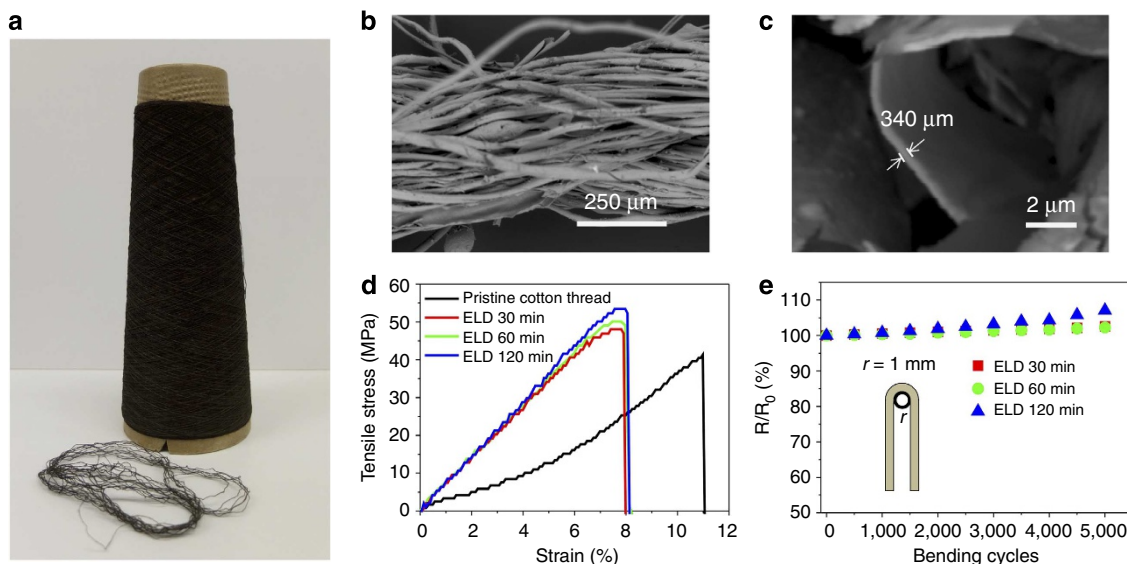 a
b
250 μm
c
340 μm
2 μm
d
60
50
40
30
20
10
0
Tensile stress (MPa)
Pristine cotton thread
ELD 30 min
ELD 60 min
ELD 120 min
0 2 4 6 8 10 12
Strain (%)
e
110
100
90
80
70
60
50
R/R0 (%)
r = 1 mm
r
ELD 30 min
ELD 60 min
ELD 120 min
0 1,000 2,000 3,000 4,000 5,000
Bending cycles